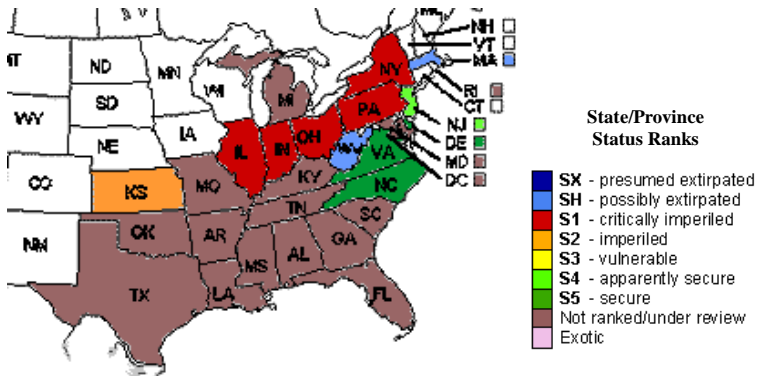 NH
VT
MA
RI
CT
NJ
DE
MD
DC
MT
ND
MN
SD
WI
WY
IA
NE
MI
NY
PA
OH
IN
IL
WV
VA
CO
KS
MO
KY
NC
TN
SC
NM
OK
AR
GA
AL
MS
TX
LA
FL
State/Province
Status Ranks
SX - presumed extirpated
SH - possibly extirpated
S1 - critically imperiled
S2 - imperiled
S3 - vulnerable
S4 - apparently secure
S5 - secure
Not ranked/under review
Exotic